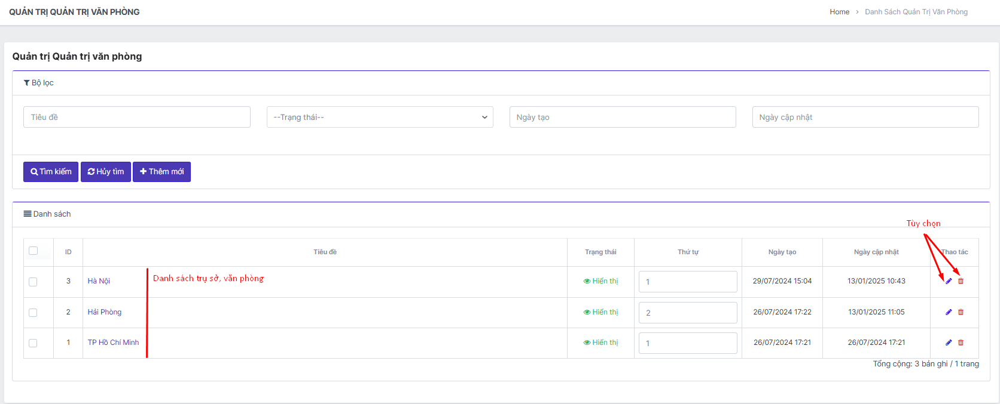 QUẢN TRỊ QUẢN TRỊ VĂN PHÒNG
Home › Danh Sách Quản Trị Văn Phòng
Quản trị Quản trị văn phòng
Bộ lọc
Tiêu đề --Trạng thái-- Ngày tạo Ngày cập nhật
Tìm kiếm Hủy tìm Thêm mới
Danh sách
Tùy chọn
ID Tiêu đề Trạng thái Thứ tự Ngày tạo Ngày cập nhật Thao tác
Danh sách trụ sở, văn phòng
3 Hà Nội Hiển thị 1 29/07/2024 15:04 13/01/2025 10:43
2 Hải Phòng Hiển thị 2 26/07/2024 17:22 13/01/2025 11:05
1 TP Hồ Chí Minh Hiển thị 1 26/07/2024 17:21 26/07/2024 17:21
Tổng cộng: 3 bản ghi / 1 trang